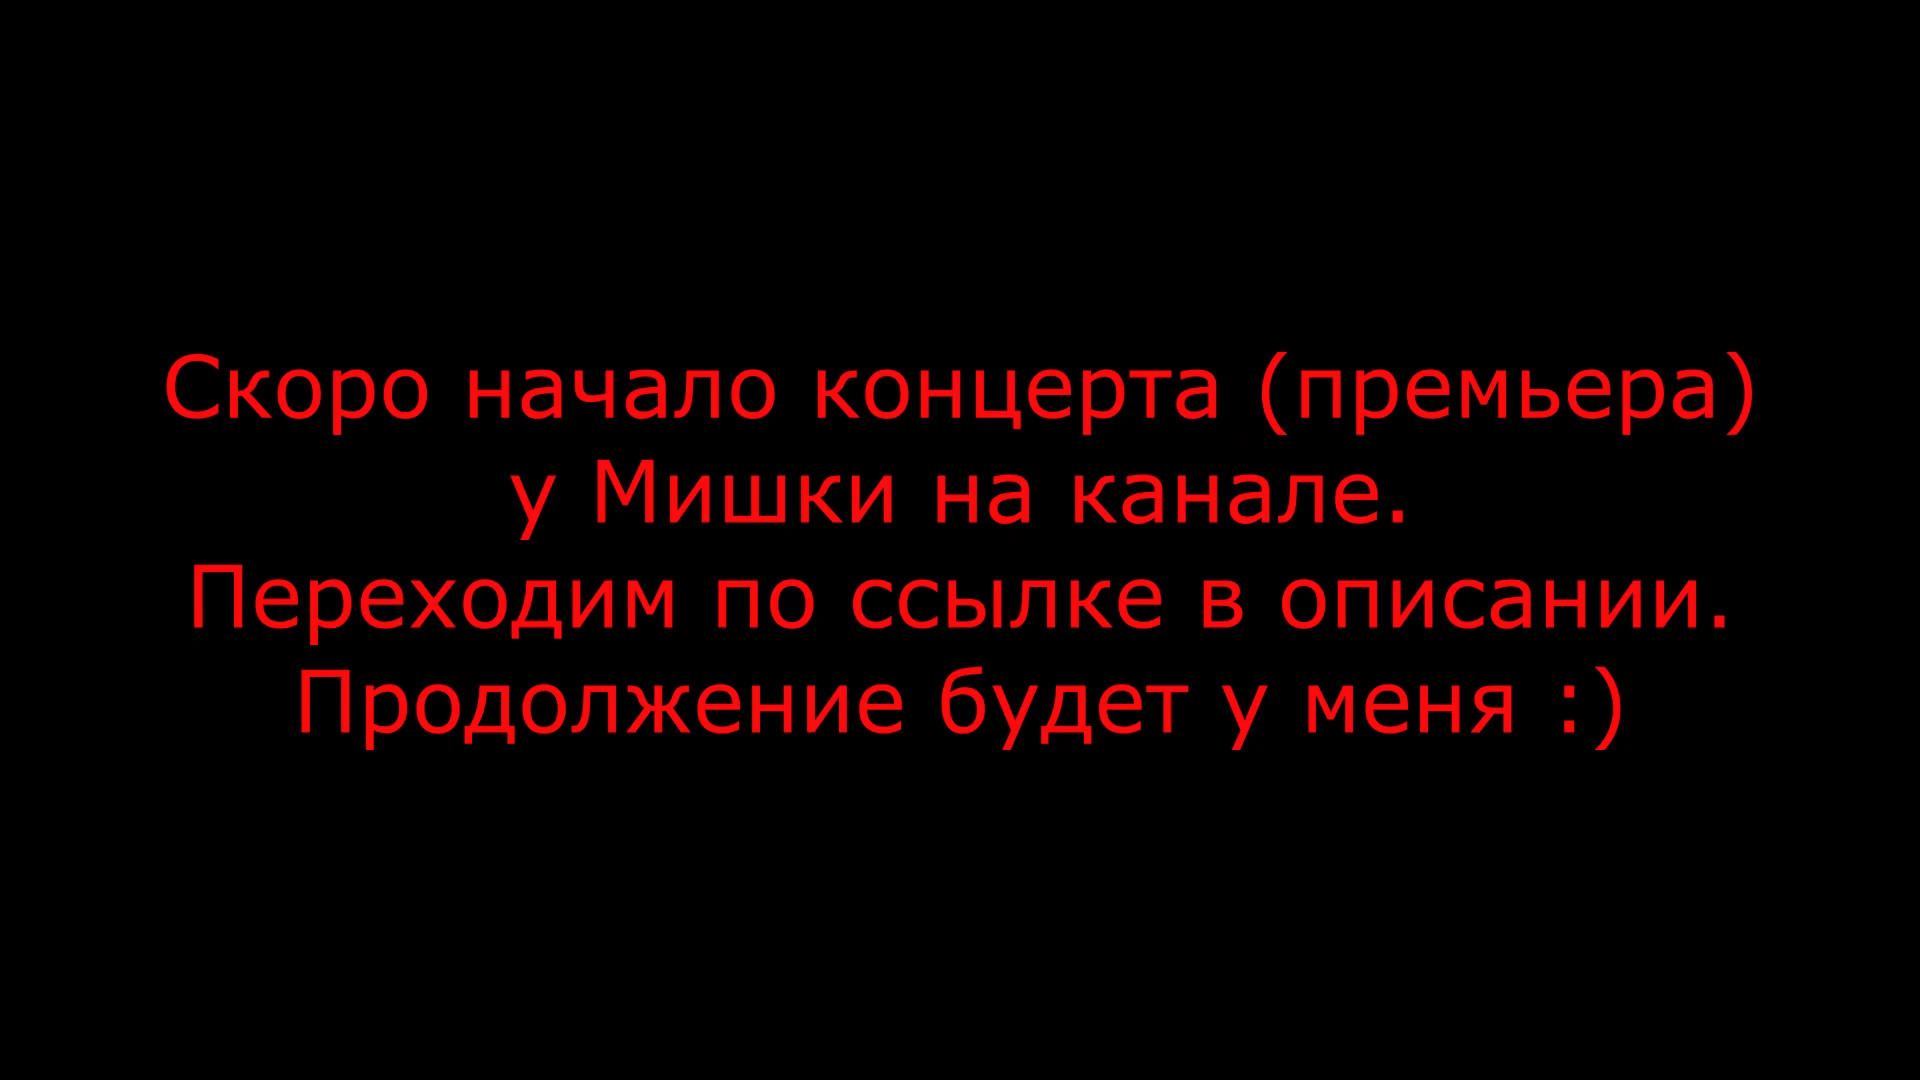 Скоро начало концерта (премьера)
у Мишки на канале.
Переходим по ссылке в описании.
Продолжение будет у меня :)